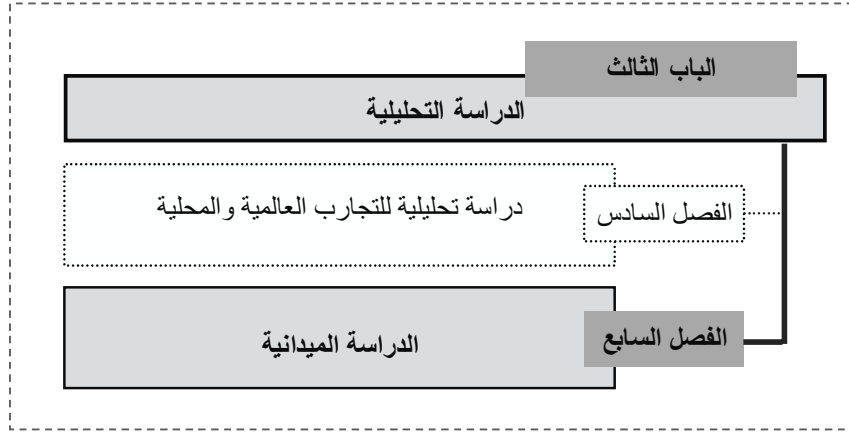 الباب الثالث
الدراسة التحليلية
الفصل السادس
دراسة تحليلية للتجارب العالمية والمحلية
الفصل السابع
الدراسة الميدانية